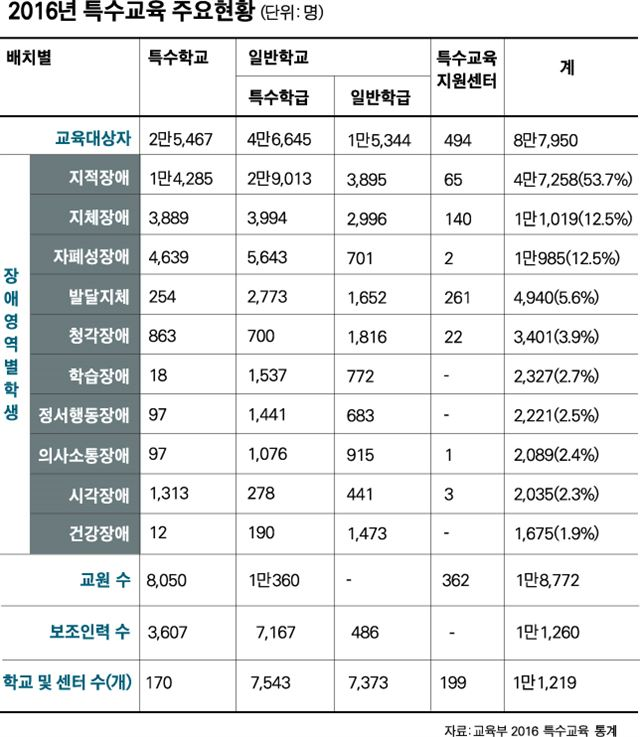 2016년 특수교육 주요현황 (단위:명)
배치별 특수학교 일반학교 특수교육 지원센터 계
특수학급 일반학급
교육대상자 2만5,467 4만6,645 1만5,344 494 8만7,950
장애영역별학생
지적장애 1만4,285 2만9,013 3,895 65 4만7,258(53.7%)
지체장애 3,889 3,994 2,996 140 1만1,019(12.5%)
자폐성장애 4,639 5,643 701 2 1만985(12.5%)
발달지체 254 2,773 1,652 261 4,940(5.6%)
청각장애 863 700 1,816 22 3,401(3.9%)
학습장애 18 1,537 772 - 2,327(2.7%)
정서행동장애 97 1,441 683 - 2,221(2.5%)
의사소통장애 97 1,076 915 1 2,089(2.4%)
시각장애 1,313 278 441 3 2,035(2.3%)
건강장애 12 190 1,473 - 1,675(1.9%)
교원 수 8,050 1만360 - 362 1만8,772
보조인력 수 3,607 7,167 486 - 1만1,260
학교 및 센터 수(개) 170 7,543 7,373 199 1만1,219
자료:교육부 2016 특수교육 통계